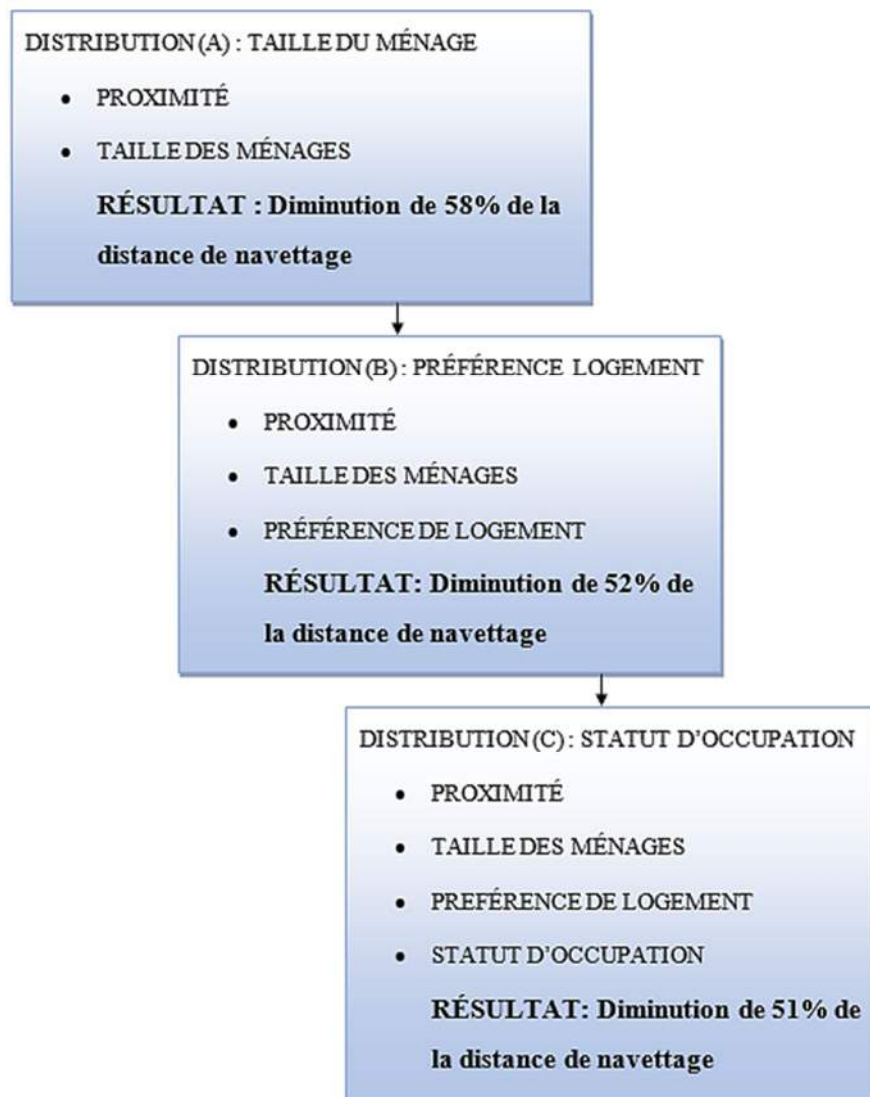 DISTRIBUTION (A) : TAILLE DU MÉNAGE
• PROXIMITÉ
• TAILLE DES MÉNAGES
RÉSULTAT : Diminution de 58% de la
distance de navettage
DISTRIBUTION (B) : PRÉFÉRENCE LOGEMENT
• PROXIMITÉ
• TAILLE DES MÉNAGES
• PRÉFÉRENCE DE LOGEMENT
RÉSULTAT: Diminution de 52% de
la distance de navettage
DISTRIBUTION (C) : STATUT D'OCCUPATION
• PROXIMITÉ
• TAILLE DES MÉNAGES
• PREFÉRENCE DE LOGEMENT
• STATUT D'OCCUPATION
RÉSULTAT: Diminution de 51% de
la distance de navettage